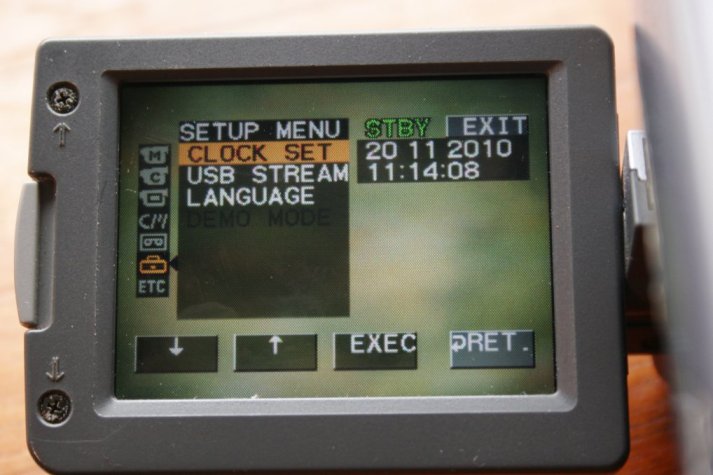 SETUP MENU
STBY
EXIT
CLOCK SET
20 11 2010
USB STREAM
11:14:08
LANGUAGE
DEMO MODE
M
C
C/M
ETC
↓
↑
EXEC
RET.